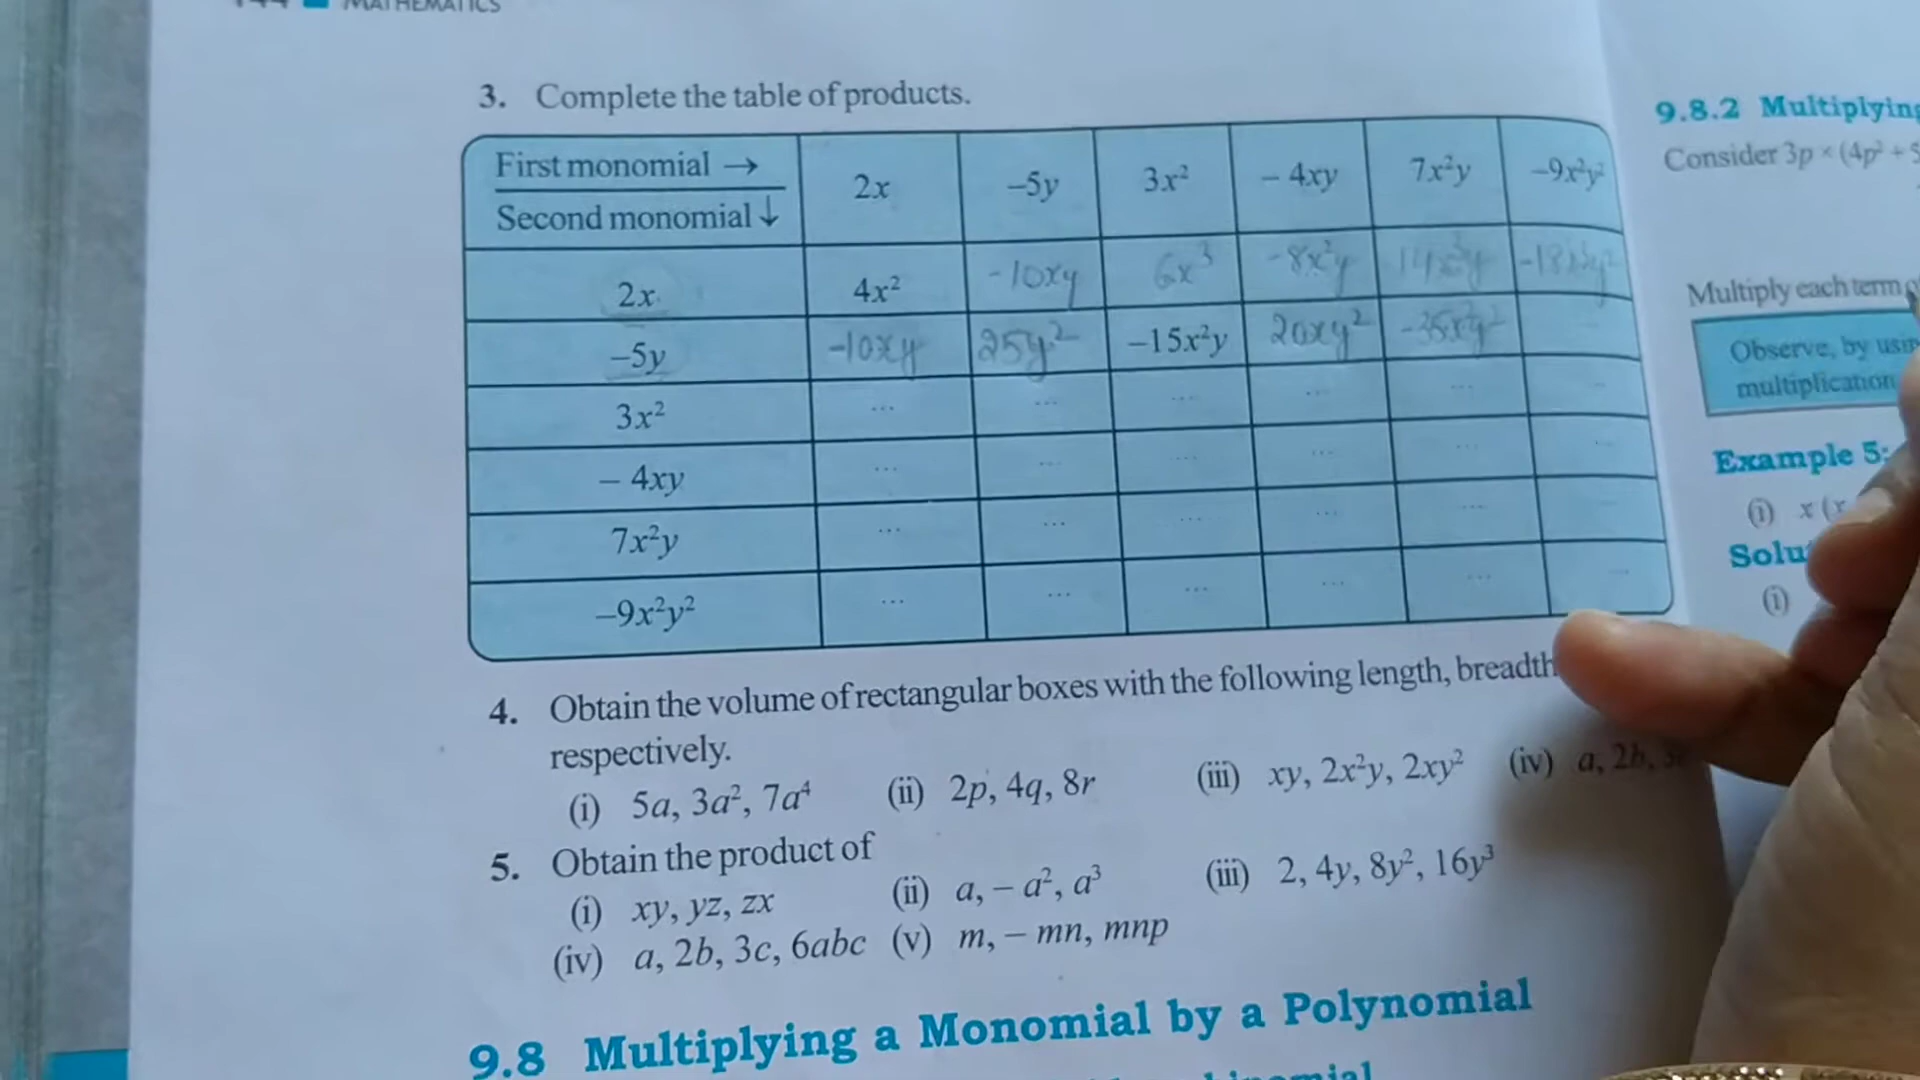 MATHEMATICS
3. Complete the table of products.
First monomial → 2x –5y 3x² – 4xy 7x²y –9x²y²
Second monomial ↓
2x 4x² -10xy 6x³ -8x²y 14x³y -18x³y²
–5y -10xy 25y² –15x²y 20xy² -35x²y²
3x² ... ... ... ... ... ...
– 4xy ... ... ... ... ... ...
7x²y ... ... ... ... ... ...
–9x²y² ... ... ... ... ... ...
4. Obtain the volume of rectangular boxes with the following length, breadth
respectively.
(i) 5a, 3a², 7a⁴ (ii) 2p, 4q, 8r (iii) xy, 2x²y, 2xy² (iv) a, 2b,
5. Obtain the product of
(i) xy, yz, zx (ii) a, – a², a³ (iii) 2, 4y, 8y², 16y³
(iv) a, 2b, 3c, 6abc (v) m, – mn, mnp
9.8 Multiplying a Monomial by a Polynomial
9.8.2 Multiplying
Consider 3p × (4p² + 5
Multiply each term
Observe, by
multiplication
Example 5:
(i) x (x
(i)